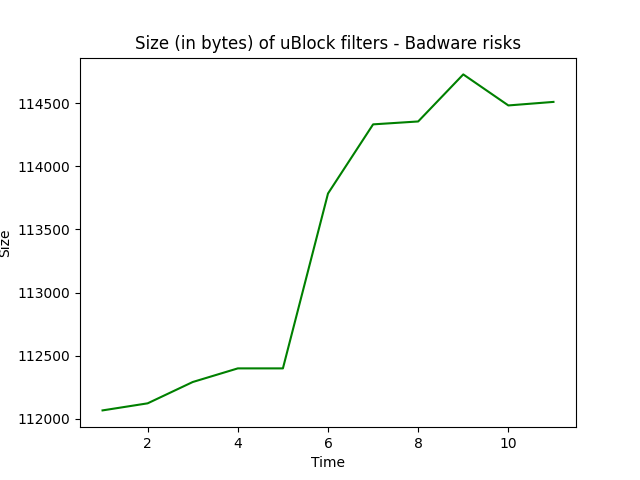 Size (in bytes) of uBlock filters - Badware risks
114500
114000
113500
113000
112500
112000
Size
2 4 6 8 10
Time